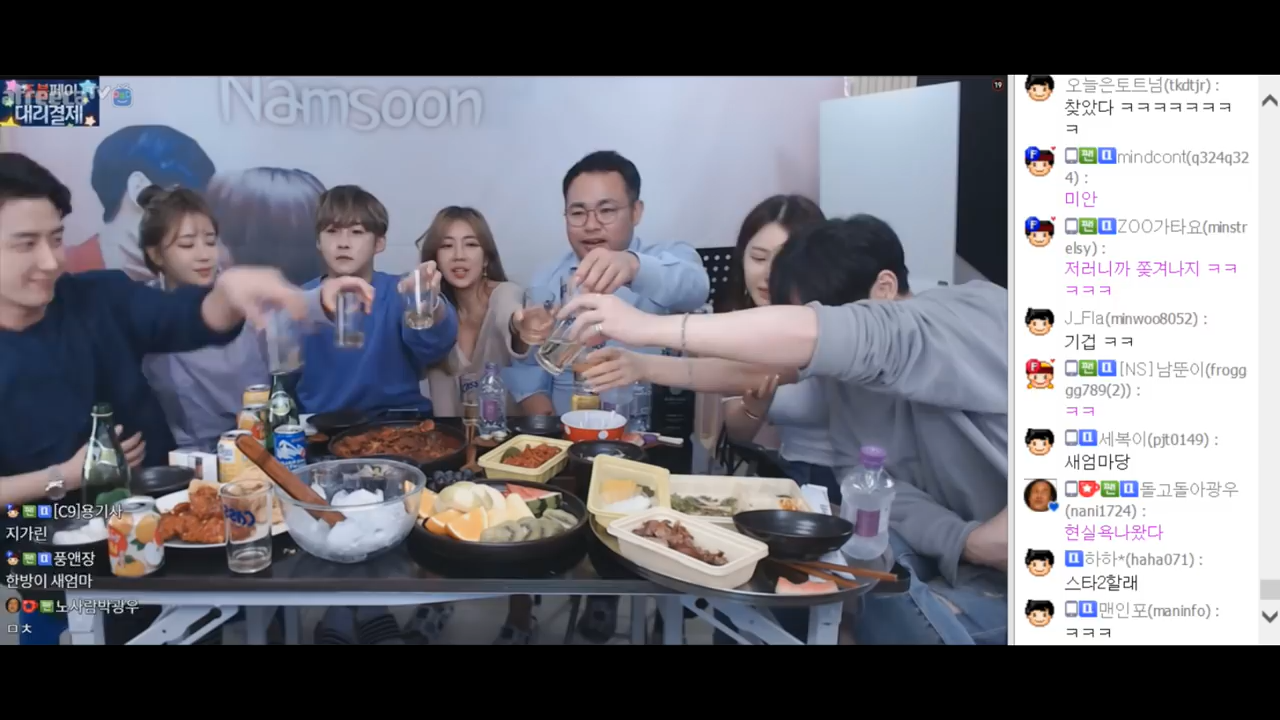 Namsoon
대리결제
19
Cass
[C9]용기사
지가린
풍앤장
한방이 새엄마
노사람박광우
ㅁㅊ
오늘은토트넘(tkdtjr) :
찾았다 ㅋㅋㅋㅋㅋㅋㅋ
ㅋ
mindcont(q324q32
4) :
미안
ZOO가타요(minstr
elsy) :
저러니까 쫒겨나지 ㅋㅋ
ㅋㅋㅋ
J_Fla(minwoo8052) :
기겁 ㅋㅋ
[NS]남뚠이(frogg
gg789(2)) :
ㅋㅋ
세복이(pjt0149) :
새엄마당
돌고돌아광우
(nani1724) :
현실욕나왔다
하하*(haha071) :
스타2할래
맨인포(maninfo) :
ㅋㅋㅋ